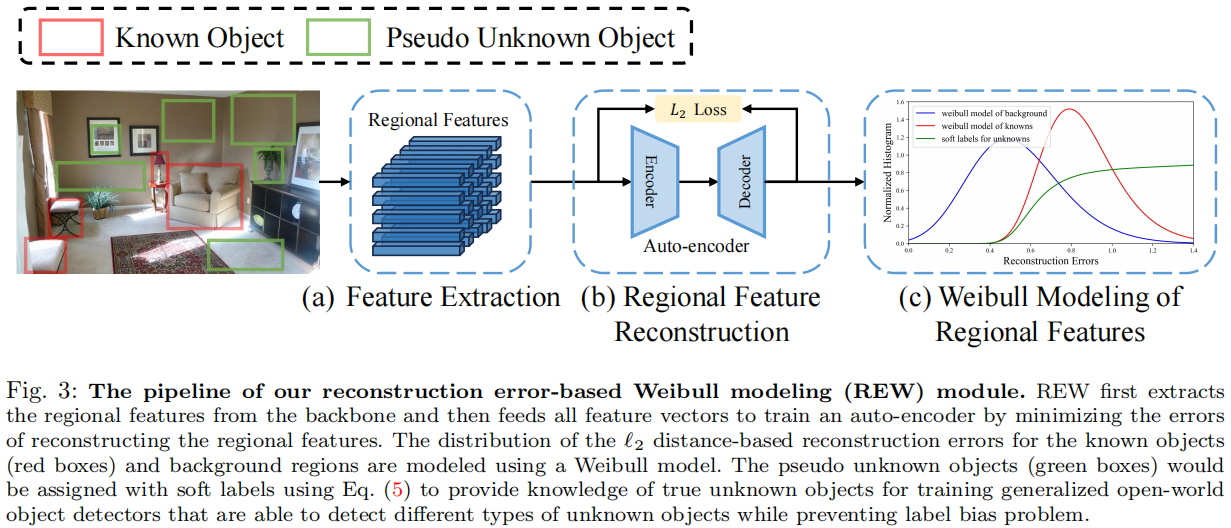 Known Object
Pseudo Unknown Object
Regional Features
L₂ Loss
Encoder
Decoder
Auto-encoder
weibull model of background
weibull model of knowns
soft labels for unknowns
Normalized Histogram
1.6
1.4
1.2
1.0
0.8
0.6
0.4
0.2
0.0
0.0 0.2 0.4 0.6 0.8 1.0 1.2 1.4
Reconstruction Errors
(a) Feature Extraction
(b) Regional Feature
Reconstruction
(c) Weibull Modeling of
Regional Features
Fig. 3: The pipeline of our reconstruction error-based Weibull modeling (REW) module. REW first extracts
the regional features from the backbone and then feeds all feature vectors to train an auto-encoder by minimizing the errors
of reconstructing the regional features. The distribution of the ℓ₂ distance-based reconstruction errors for the known objects
(red boxes) and background regions are modeled using a Weibull model. The pseudo unknown objects (green boxes) would
be assigned with soft labels using Eq. (5) to provide knowledge of true unknown objects for training generalized open-world
object detectors that are able to detect different types of unknown objects while preventing label bias problem.